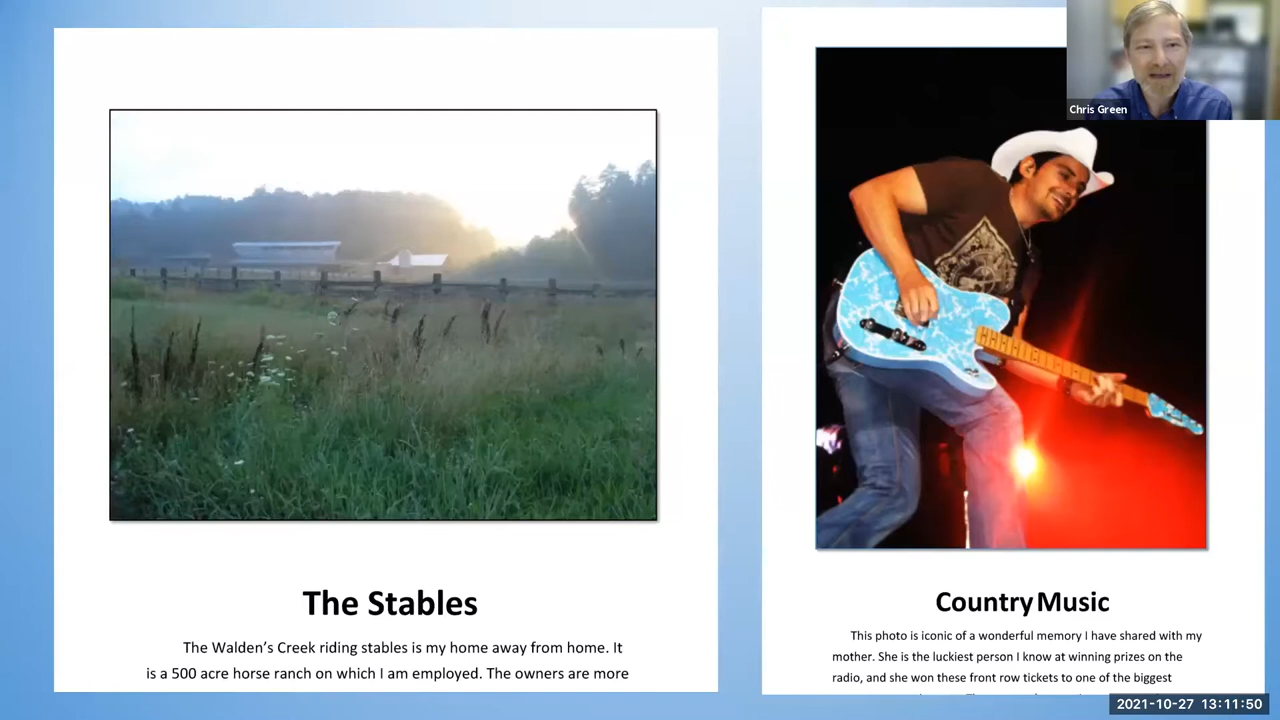 Chris Green
The Stables
The Walden's Creek riding stables is my home away from home. It
is a 500 acre horse ranch on which I am employed. The owners are more
Country Music
This photo is iconic of a wonderful memory I have shared with my
mother. She is the luckiest person I know at winning prizes on the
radio, and she won these front row tickets to one of the biggest
2021-10-27 13:11:50